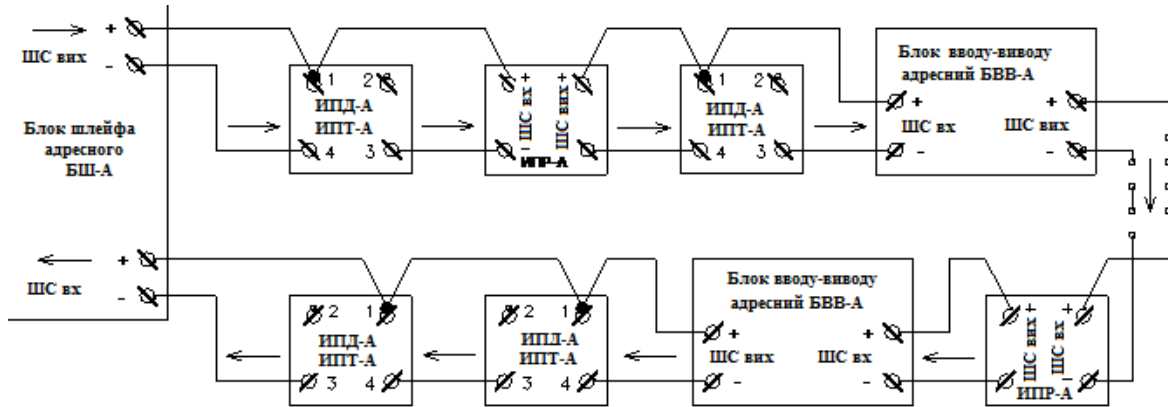 +
ШС вих
-
Блок шлейфа
адресного
БШ-А
1 2
ИПД-А
ИПТ-А
4 3
ШС вх +
ШС вих +
-
ИПР-А
1 2
ИПД-А
ИПТ-А
4 3
Блок вводу-виводу
адресний БВВ-А
+ +
ШС вх ШС вих
- -
+
ШС вх
-
2 1
ИПД-А
ИПТ-А
3 4
2 1
ИПД-А
ИПТ-А
3 4
Блок вводу-виводу
адресний БВВ-А
+ +
ШС вих ШС вх
- -
ШС вих +
ШС вх +
-
ИПР-А